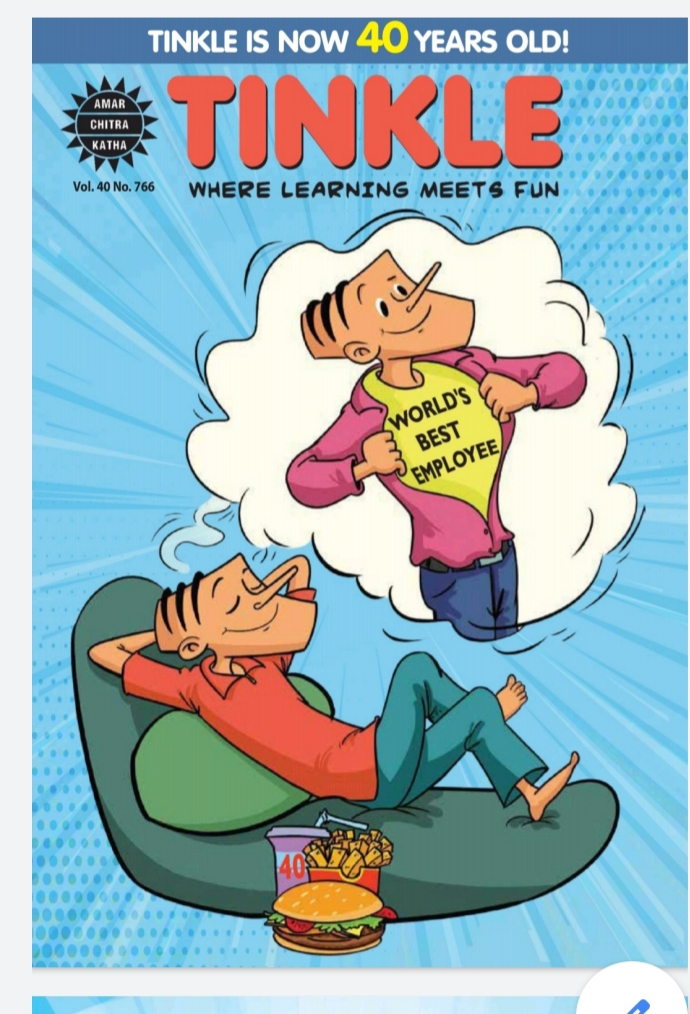 TINKLE IS NOW 40 YEARS OLD!
AMAR
CHITRA
KATHA
TINKLE
Vol. 40 No. 766
WHERE LEARNING MEETS FUN
WORLD'S
BEST
EMPLOYEE
40